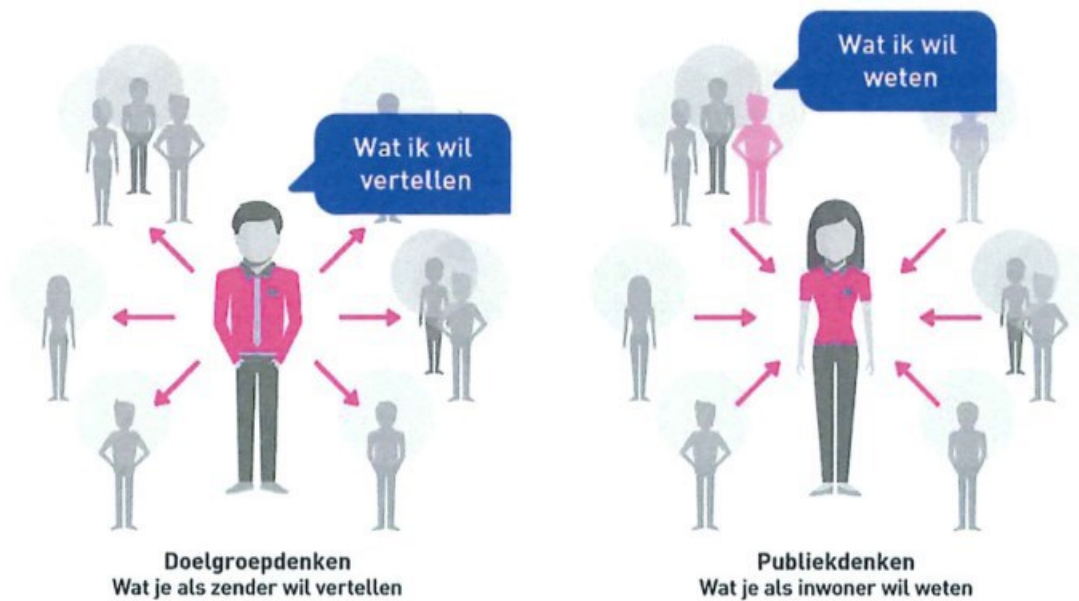 Wat ik wil
vertellen
Wat ik wil
weten
Doelgroepdenken
Wat je als zender wil vertellen
Publiekdenken
Wat je als inwoner wil weten